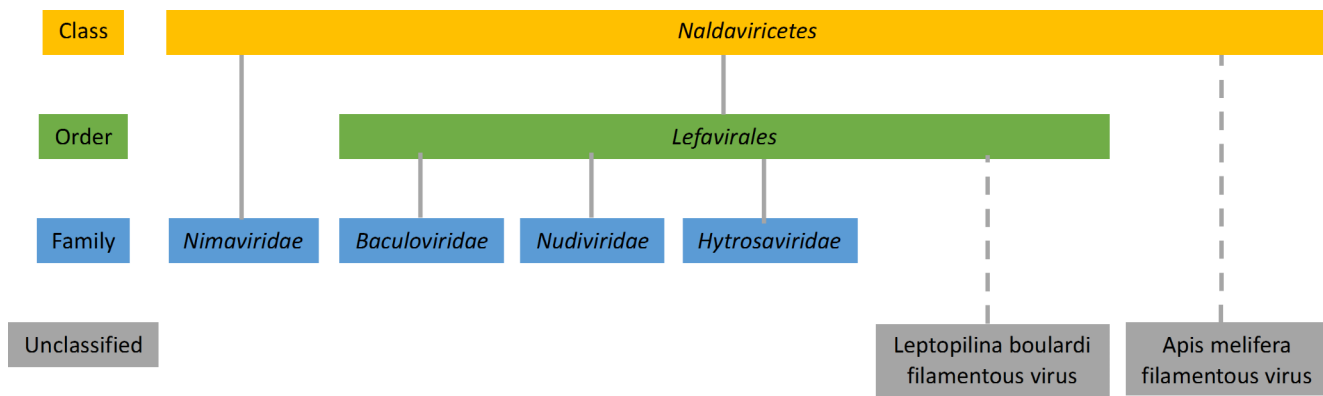 Class
Naldaviricetes
Order
Lefavirales
Family
Nimaviridae
Baculoviridae
Nudiviridae
Hytrosaviridae
Unclassified
Leptopilina boulardi
filamentous virus
Apis melifera
filamentous virus